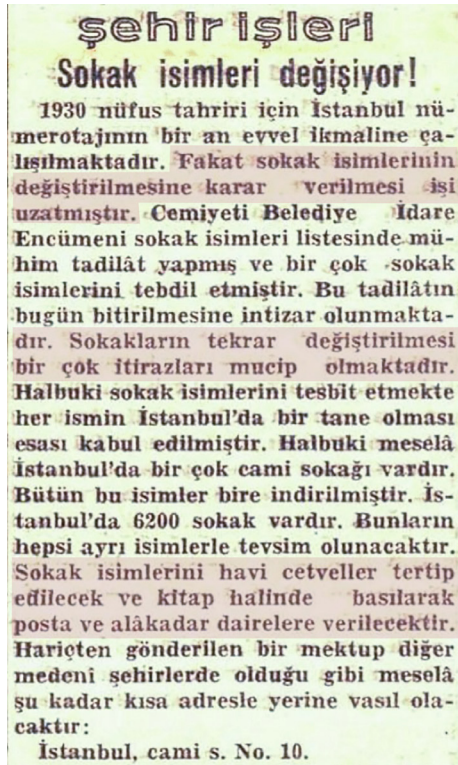 şehir işleri
Sokak isimleri değişiyor!
1930 nüfus tahriri için İstanbul nü-
merotajının bir an evvel ikmaline ça-
lışılmaktadır. Fakat sokak isimlerinin
değiştirilmesine karar verilmesi işi
uzatmıştır. Cemiyeti Belediye İdare
Encümeni sokak isimleri listesinde mü-
him tadilât yapmış ve bir çok sokak
isimlerini tebdil etmiştir. Bu tadilâtın
bugün bitirilmesine intizar olunmakta-
dır. Sokakların tekrar değiştirilmesi
bir çok itirazları mucip olmaktadır.
Halbuki sokak isimlerini tesbit etmekte
her ismin İstanbul'da bir tane olması
esası kabul edilmiştir. Halbuki meselâ
İstanbul'da bir çok cami sokağı vardır.
Bütün bu isimler bire indirilmiştir. İs-
tanbul'da 6200 sokak vardır. Bunların
hepsi ayrı isimlerle tevsim olunacaktır.
Sokak isimlerini havi cetveller tertip
edilecek ve kitap halinde basılarak
posta ve alâkadar dairelere verilecektir.
Hariçten gönderilen bir mektup diğer
medeni şehirlerde olduğu gibi meselâ
şu kadar kısa adresle yerine vasıl ola-
caktır:
İstanbul, cami s. No. 10.